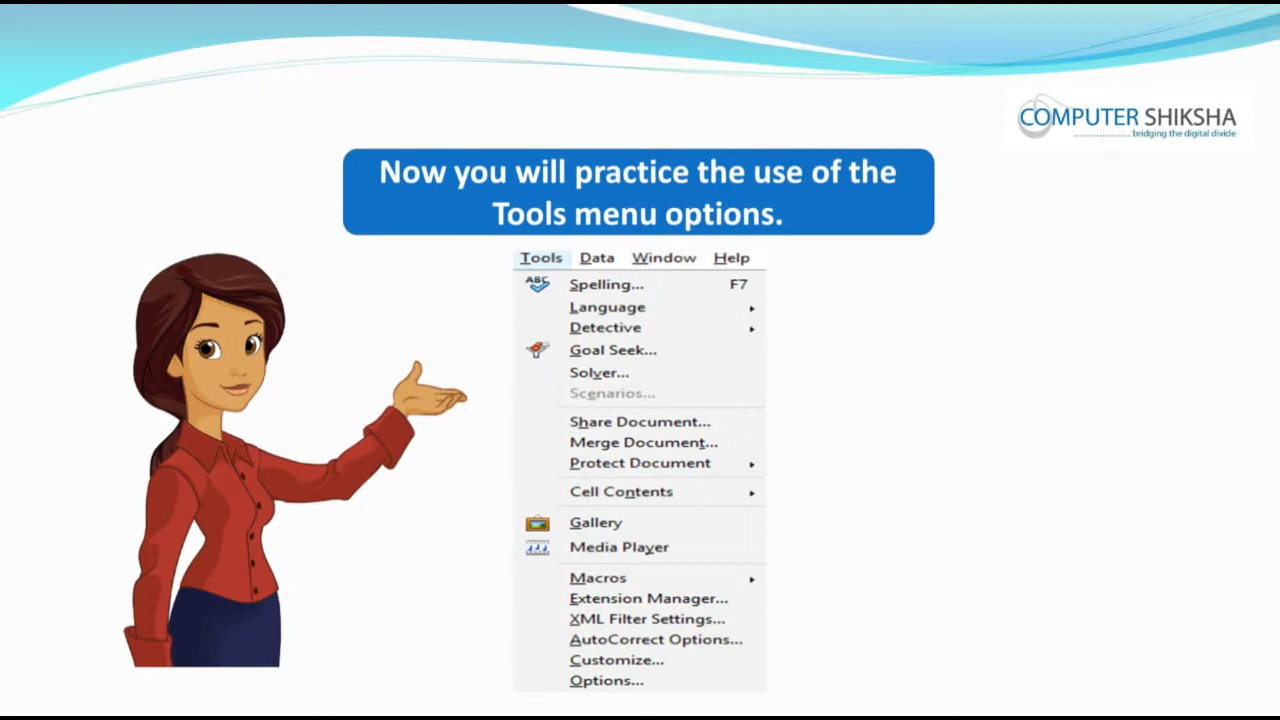 COMPUTER SHIKSHA
bridging the digital divide
Now you will practice the use of the
Tools menu options.
Tools Data Window Help
ABC Spelling... F7
Language
Detective
Goal Seek...
Solver...
Scenarios...
Share Document...
Merge Document...
Protect Document
Cell Contents
Gallery
Media Player
Macros
Extension Manager...
XML Filter Settings...
AutoCorrect Options...
Customize...
Options...